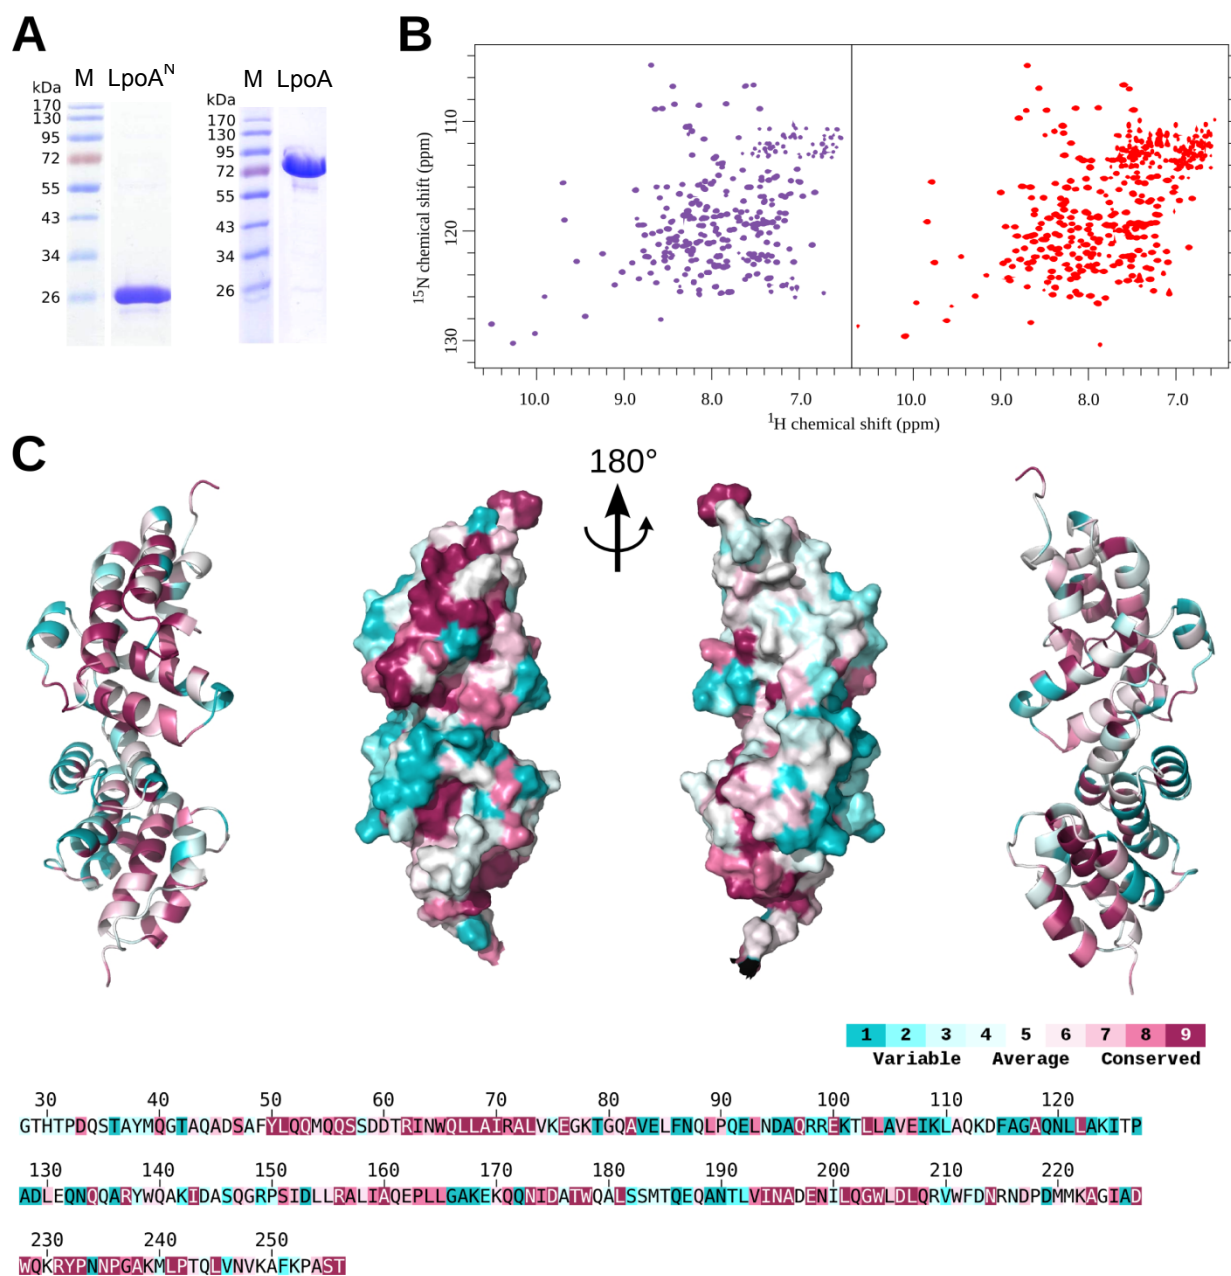 A
B
M LpoAᴺ M LpoA
kDa
170
130
95
72
55
43
34
26
kDa
170
130
95
72
55
43
34
26
¹⁵N chemical shift (ppm)
110
120
130
10.0 9.0 8.0 7.0 10.0 9.0 8.0 7.0
¹H chemical shift (ppm)
C
180°
1 2 3 4 5 6 7 8 9
Variable Average Conserved
30 40 50 60 70 80 90 100 110 120
GTHTPDQSTAYMQGTAQADSAFYLQQMQQSSDDTRINWQLLAIRALVKEGKTGQAVELFNQLPQELNDAQRREKTLLAVEIKLAQKDFAGAQNLLAKITP
130 140 150 160 170 180 190 200 210 220
ADLEQNQQARYWQAKIDASQGRPSIDLLRALIAQEPLLGAKEKQQNIDATWQALSSMTQEQANTLVINADENILQGWLDLQRVWFDNRNDPDMMKAGIAD
230 240 250
WQKRYPNNPGAKMLPTQLVNVKAFKPAST